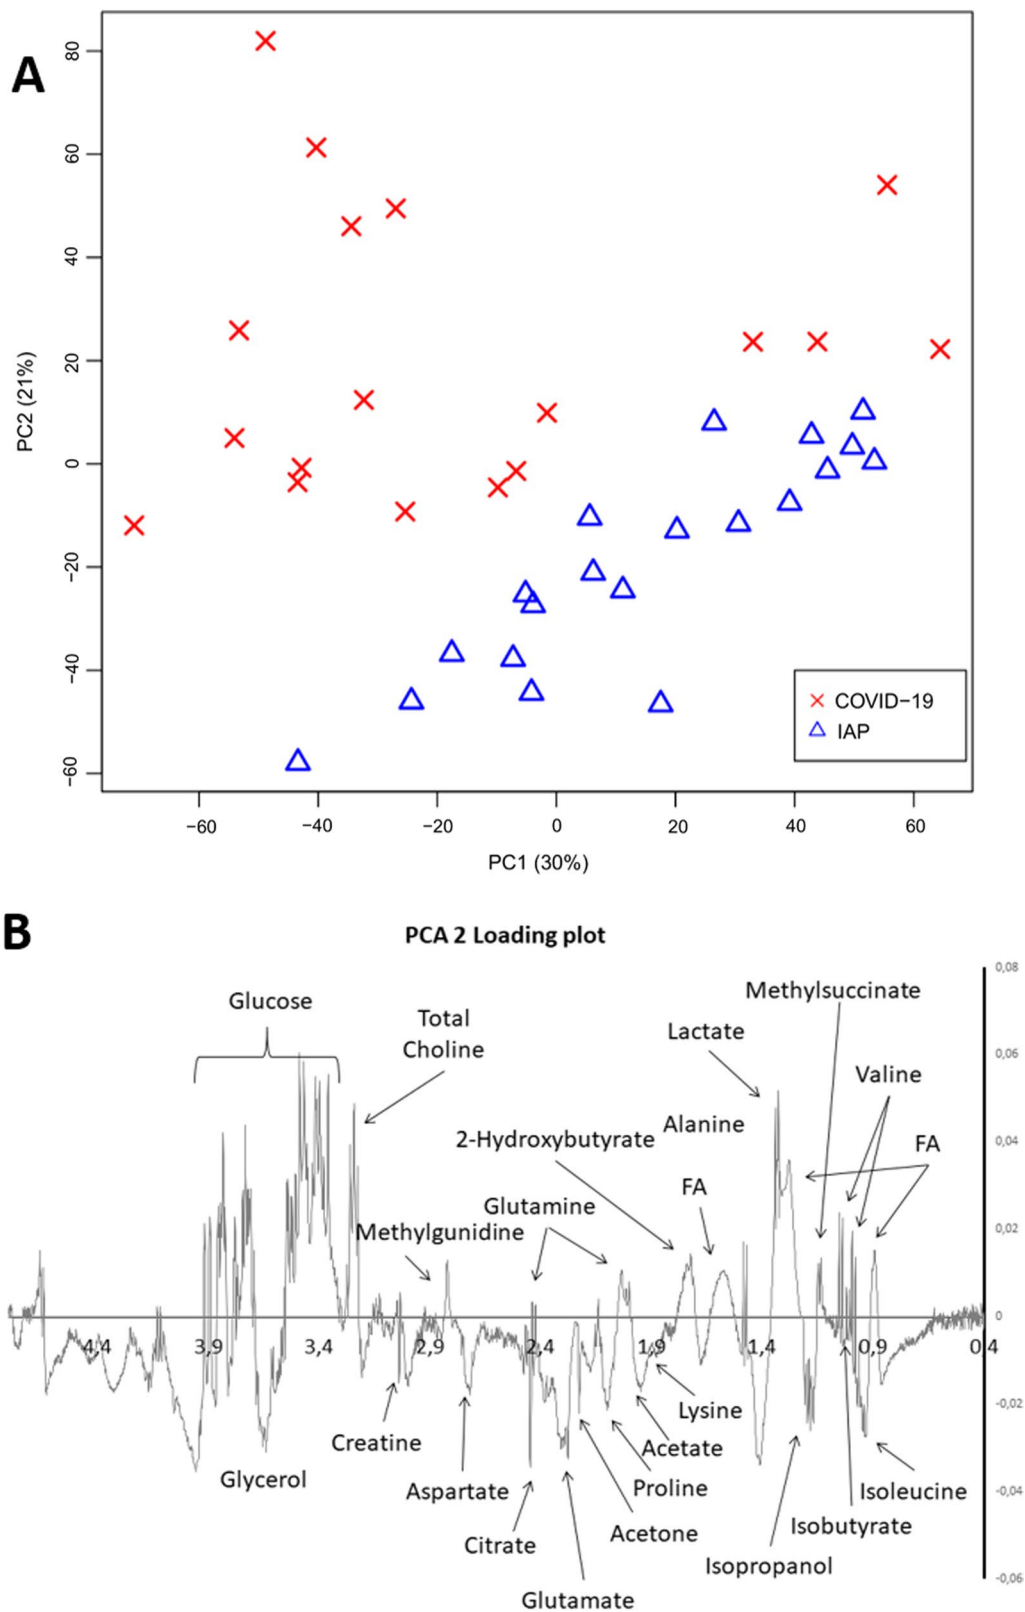 A
80
60
40
20
0
−20
−40
−60
PC2 (21%)
−60
−40
−20
0
20
40
60
PC1 (30%)
COVID−19
IAP
B
PCA 2 Loading plot
0,08
0,06
0,04
0,02
0
-0,02
-0,04
-0,06
Glucose
Total
Choline
Methylsuccinate
Lactate
Valine
Alanine
2-Hydroxybutyrate
FA
FA
Glutamine
Methylgunidine
4,4
3,9
3,4
2,9
2,4
1,9
1,4
0,9
0 4
Creatine
Glycerol
Aspartate
Citrate
Glutamate
Acetone
Proline
Acetate
Lysine
Isoleucine
Isobutyrate
Isopropanol